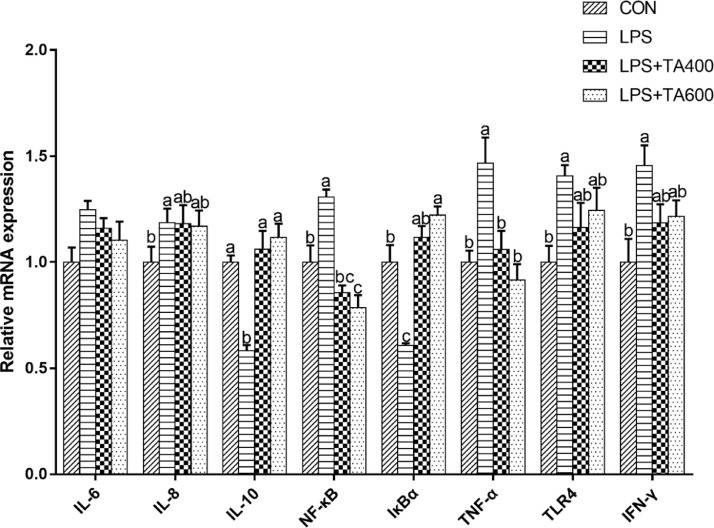 CON
LPS
LPS+TA400
LPS+TA600
Relative mRNA expression
2.0
1.5
1.0
0.5
0.0
b a ab ab
a b a a
b a bc c
b c ab a
b a b b
b a ab ab
b a ab ab
IL-6 IL-8 IL-10 NF-κB IκBα TNF-α TLR4 IFN-γ